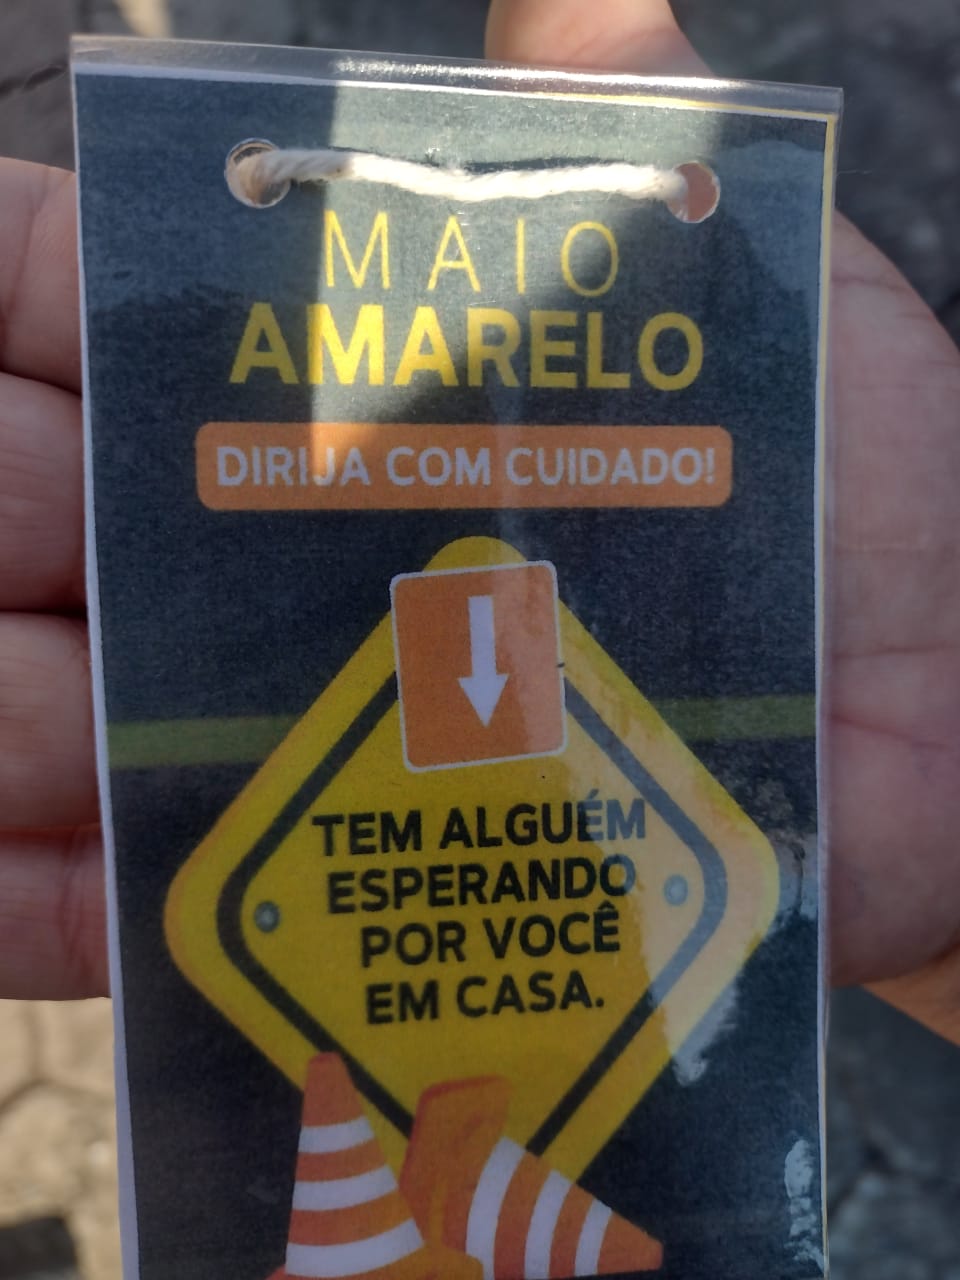 MAIO
AMARELO
DIRIJA COM CUIDADO!
TEM ALGUÉM
ESPERANDO
POR VOCÊ
EM CASA.